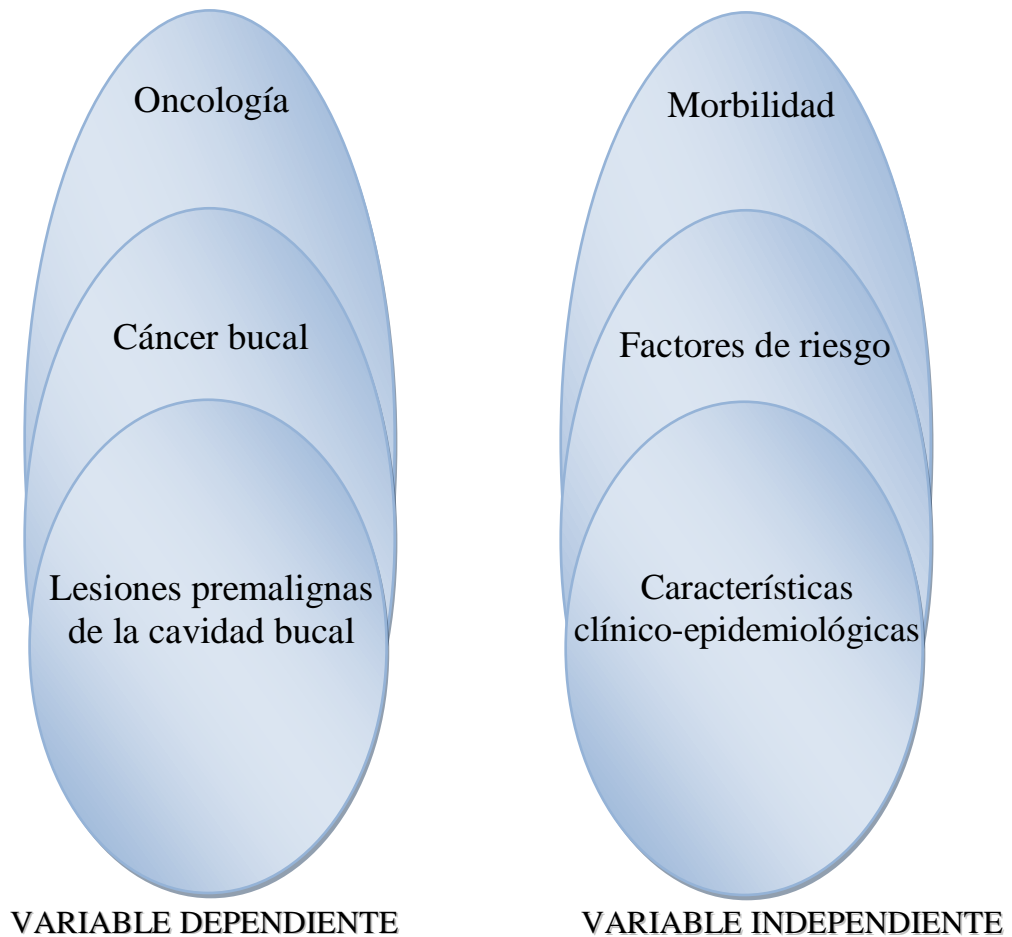 Oncología
Cáncer bucal
Lesiones premalignas
de la cavidad bucal
VARIABLE DEPENDIENTE
Morbilidad
Factores de riesgo
Características
clínico-epidemiológicas
VARIABLE INDEPENDIENTE